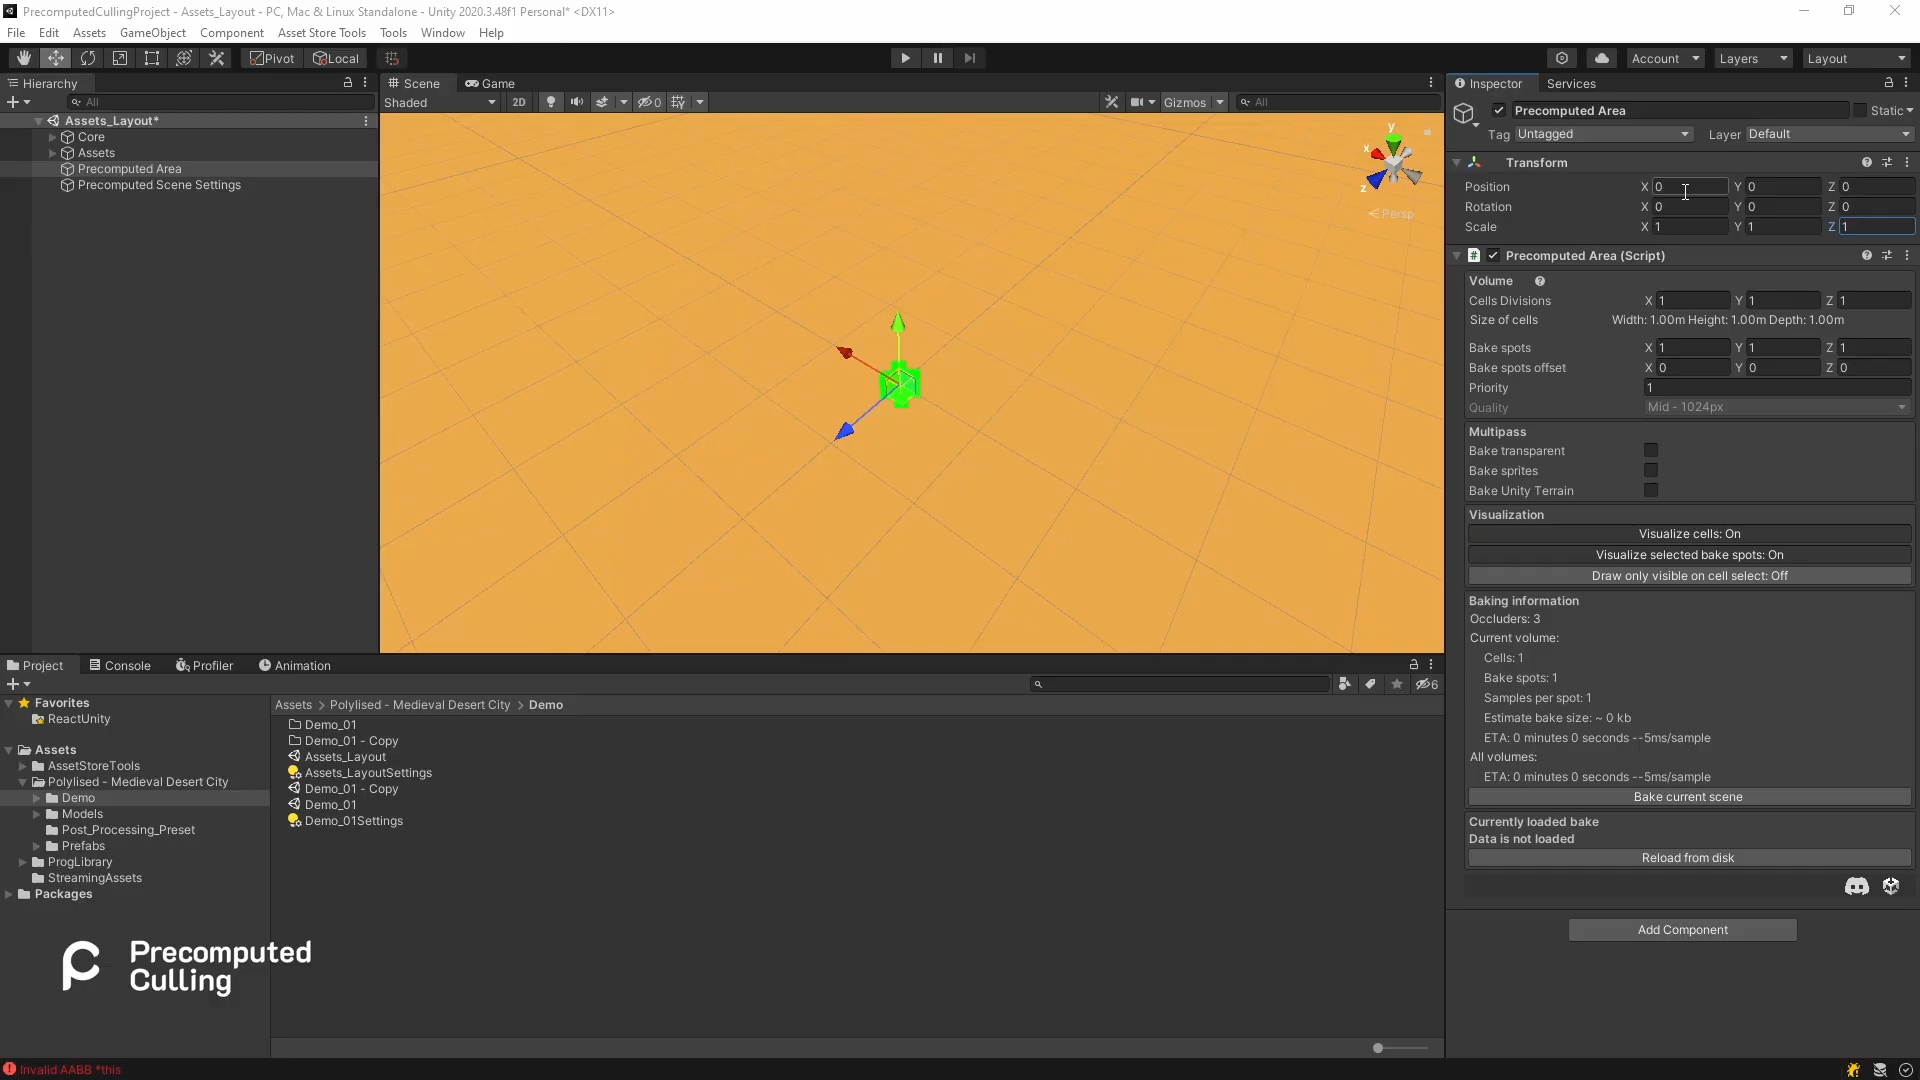 PrecomputedCullingProject - Assets_Layout - PC, Mac & Linux Standalone - Unity 2020.3.48f1 Personal* <DX11>
File Edit Assets GameObject Component Asset Store Tools Tools Window Help
Pivot Local Account Layers Layout
Hierarchy Scene Game Inspector Services
All Shaded 2D 0 Gizmos All
Precomputed Area Static
Tag Untagged Layer Default
Assets_Layout*
Core
Assets
Precomputed Area
Precomputed Scene Settings
y
x
z
Persp
Transform
Position X 0 Y 0 Z 0
Rotation X 0 Y 0 Z 0
Scale X 1 Y 1 Z 1
Precomputed Area (Script)
Volume
Cells Divisions X 1 Y 1 Z 1
Size of cells Width: 1.00m Height: 1.00m Depth: 1.00m
Bake spots X 1 Y 1 Z 1
Bake spots offset X 0 Y 0 Z 0
Priority 1
Quality Mid - 1024px
Multipass
Bake transparent
Bake sprites
Bake Unity Terrain
Visualization
Visualize cells: On
Visualize selected bake spots: On
Draw only visible on cell select: Off
Baking information
Occluders: 3
Current volume:
Cells: 1
Bake spots: 1
Samples per spot: 1
Estimate bake size: ~ 0 kb
ETA: 0 minutes 0 seconds --5ms/sample
All volumes:
ETA: 0 minutes 0 seconds --5ms/sample
Bake current scene
Currently loaded bake
Data is not loaded
Reload from disk
Add Component
Project Console Profiler Animation
6
Favorites
ReactUnity
Assets
AssetStoreTools
Polylised - Medieval Desert City
Demo
Models
Post_Processing_Preset
Prefabs
ProgLibrary
StreamingAssets
Packages
Assets > Polylised - Medieval Desert City > Demo
Demo_01
Demo_01 - Copy
Assets_Layout
Assets_LayoutSettings
Demo_01 - Copy
Demo_01
Demo_01Settings
Precomputed
Culling
Invalid AABB *this